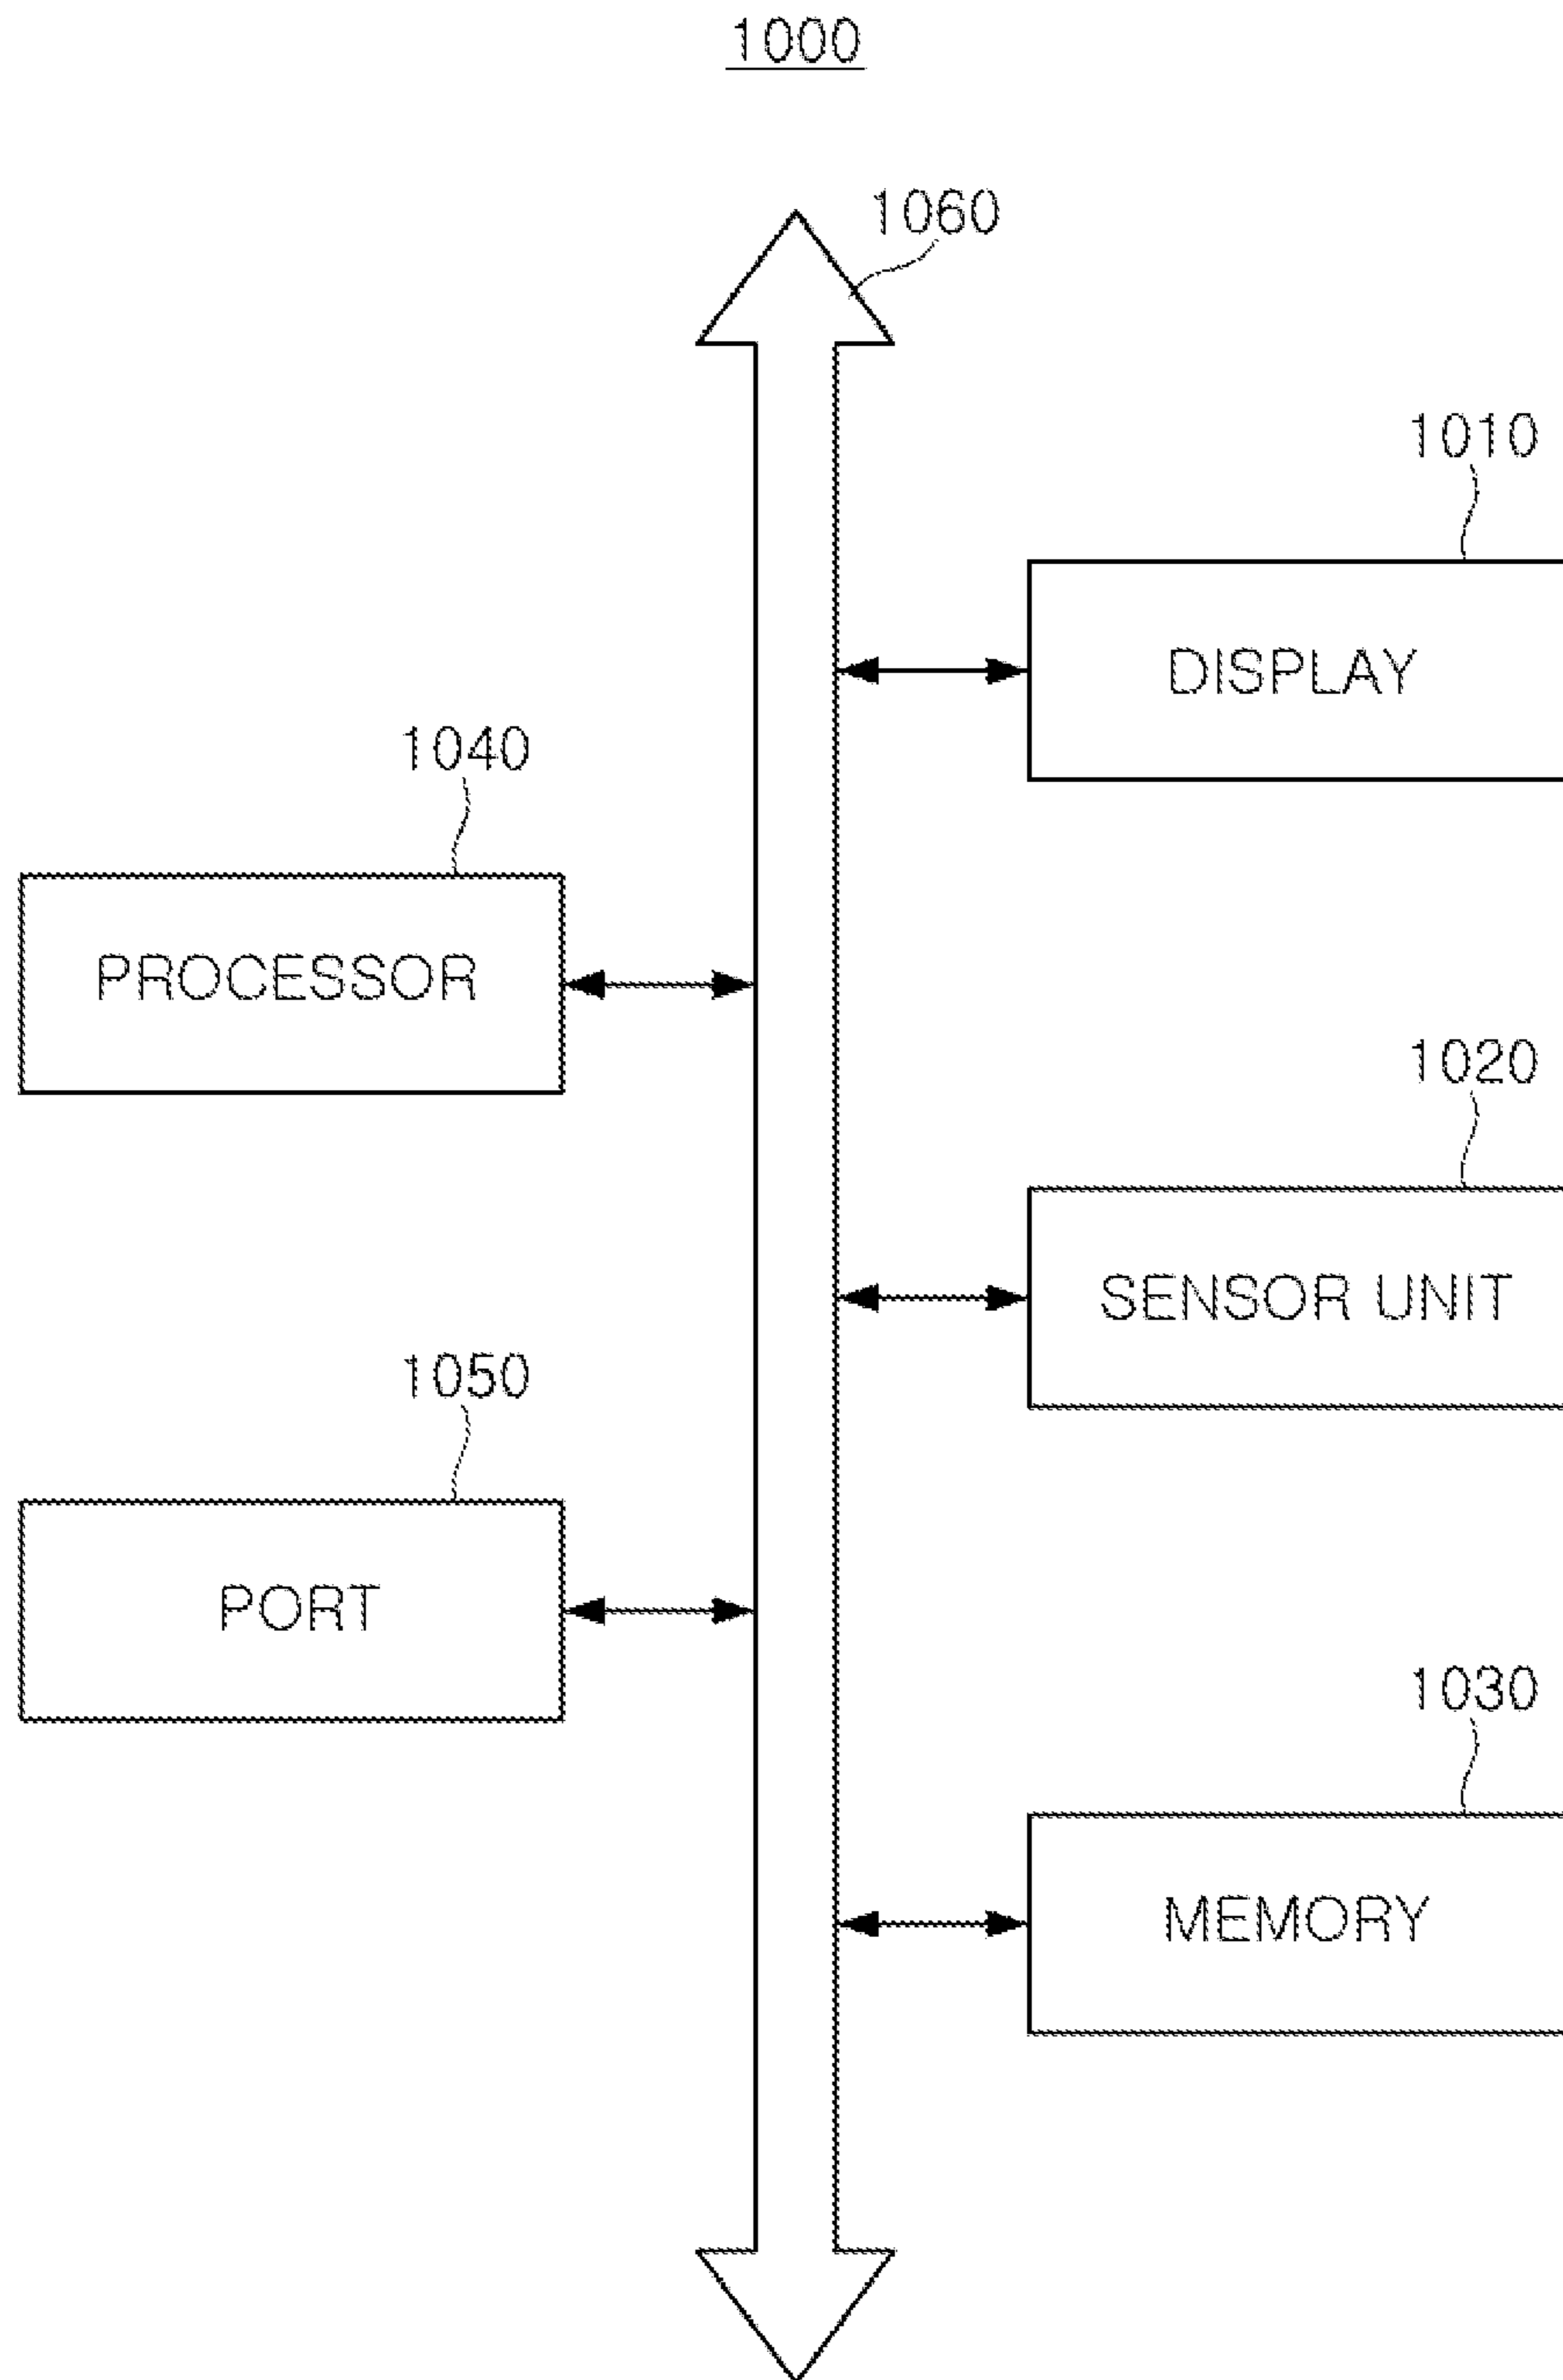 1000
1060
1010
DISPLAY
1040
PROCESSOR
1020
SENSOR UNIT
1050
PORT
1030
MEMORY